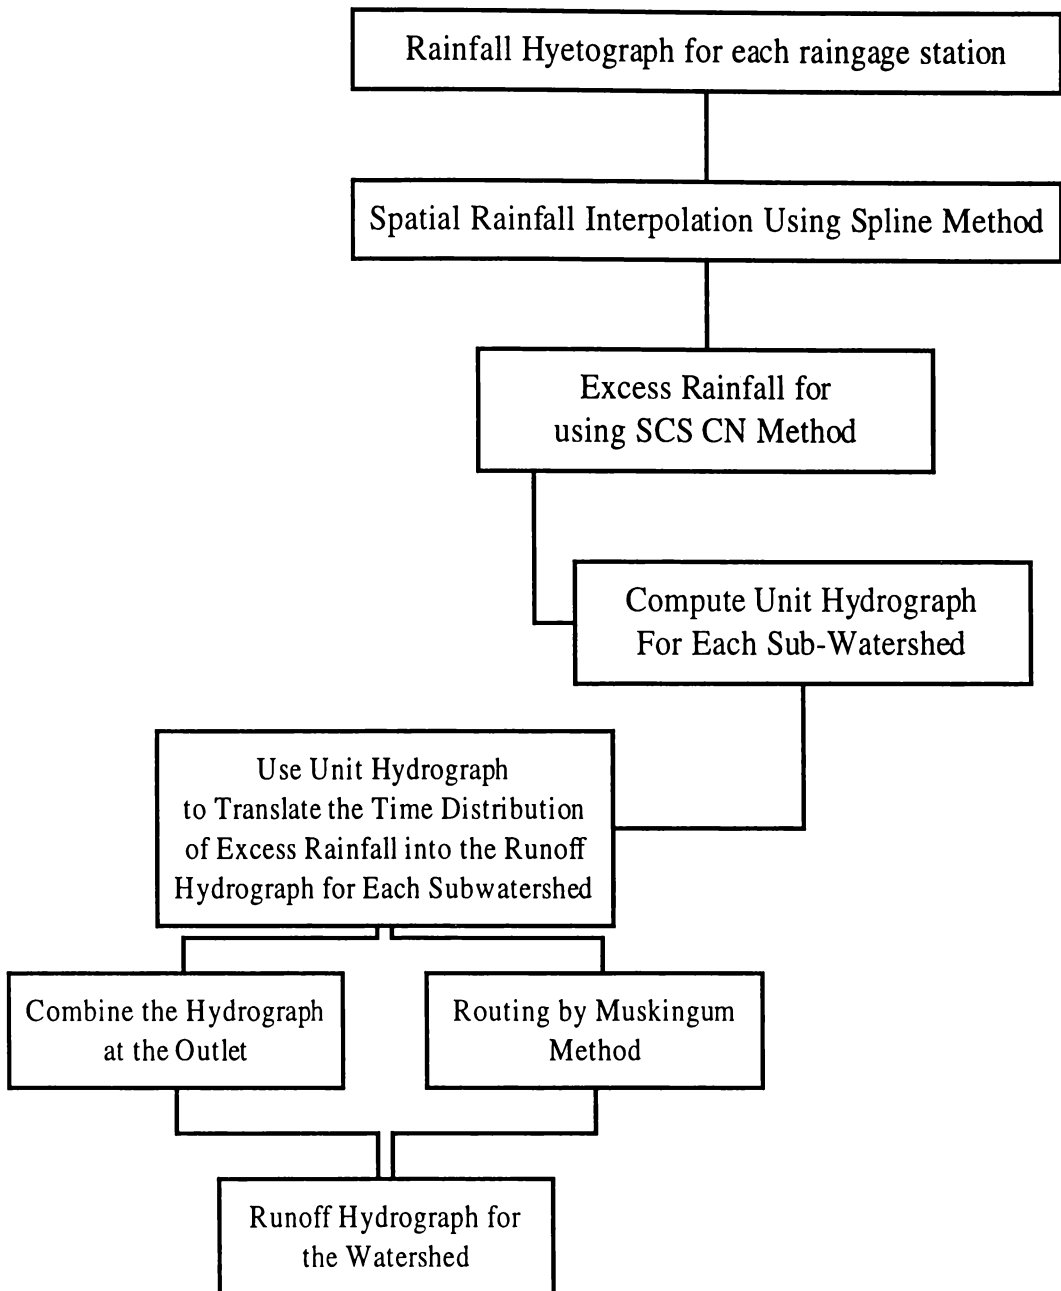 Rainfall Hyetograph for each raingage station
Spatial Rainfall Interpolation Using Spline Method
Excess Rainfall for
using SCS CN Method
Compute Unit Hydrograph
For Each Sub-Watershed
Use Unit Hydrograph
to Translate the Time Distribution
of Excess Rainfall into the Runoff
Hydrograph for Each Subwatershed
Combine the Hydrograph
at the Outlet
Routing by Muskingum
Method
Runoff Hydrograph for
the Watershed